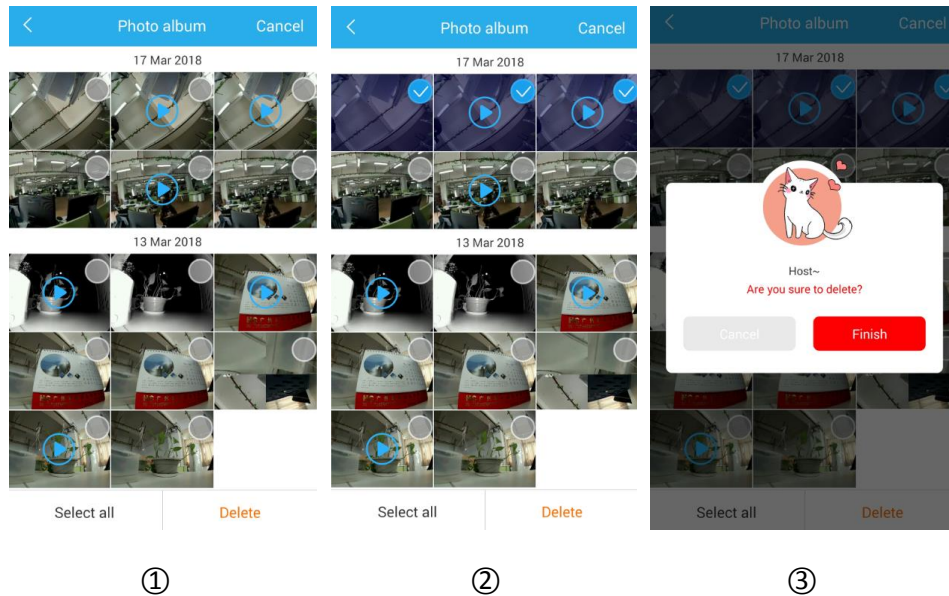 Photo album Cancel
17 Mar 2018
13 Mar 2018
Select all Delete
①
Photo album Cancel
17 Mar 2018
13 Mar 2018
Select all Delete
②
Photo album Cancel
17 Mar 2018
Host~
Are you sure to delete?
Cancel Finish
Select all Delete
③